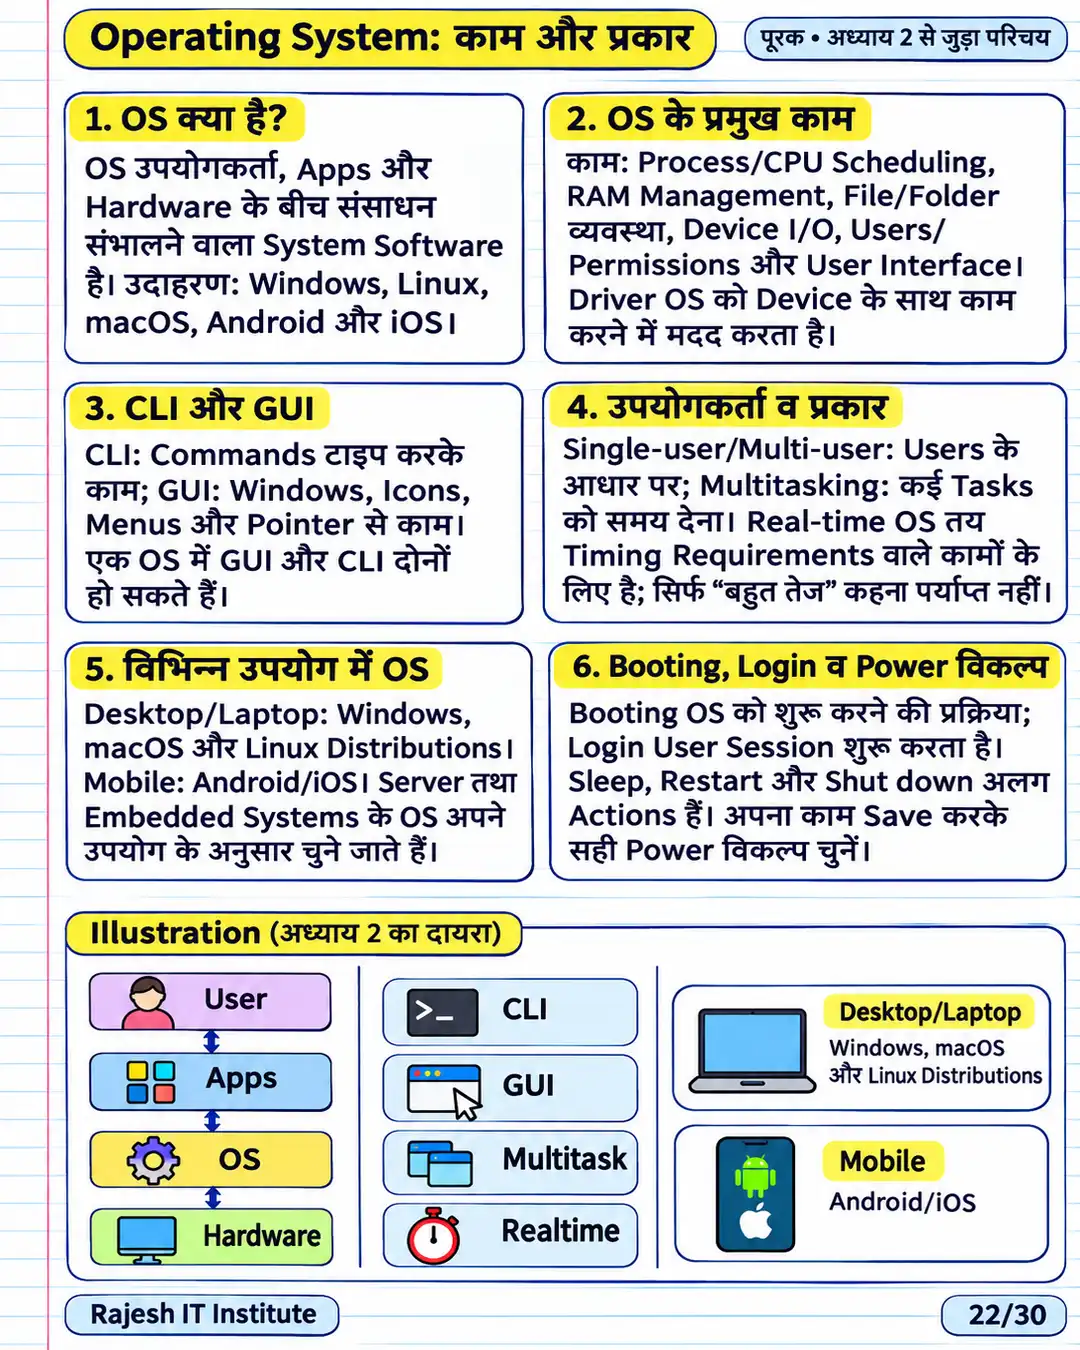 Operating System: काम और प्रकार
पूरक • अध्याय 2 से जुड़ा परिचय
1. OS क्या है?
OS उपयोगकर्ता, Apps और
Hardware के बीच संसाधन
संभालने वाला System Software
है। उदाहरण: Windows, Linux,
macOS, Android और iOS।
2. OS के प्रमुख काम
काम: Process/CPU Scheduling,
RAM Management, File/Folder
व्यवस्था, Device I/O, Users/
Permissions और User Interface।
Driver OS को Device के साथ काम
करने में मदद करता है।
3. CLI और GUI
CLI: Commands टाइप करके
काम; GUI: Windows, Icons,
Menus और Pointer से काम।
एक OS में GUI और CLI दोनों
हो सकते हैं।
4. उपयोगकर्ता व प्रकार
Single-user/Multi-user: Users के
आधार पर; Multitasking: कई Tasks
को समय देना। Real-time OS तय
Timing Requirements वाले कामों के
लिए है; सिर्फ “बहुत तेज” कहना पर्याप्त नहीं।
5. विभिन्न उपयोग में OS
Desktop/Laptop: Windows,
macOS और Linux Distributions।
Mobile: Android/iOS। Server तथा
Embedded Systems के OS अपने
उपयोग के अनुसार चुने जाते हैं।
6. Booting, Login व Power विकल्प
Booting OS को शुरू करने की प्रक्रिया;
Login User Session शुरू करता है।
Sleep, Restart और Shut down अलग
Actions हैं। अपना काम Save करके
सही Power विकल्प चुनें।
Illustration (अध्याय 2 का दायरा)
User
Apps
OS
Hardware
>_ CLI
GUI
Multitask
Realtime
Desktop/Laptop
Windows, macOS
और Linux Distributions
Mobile
Android/iOS
Rajesh IT Institute
22/30